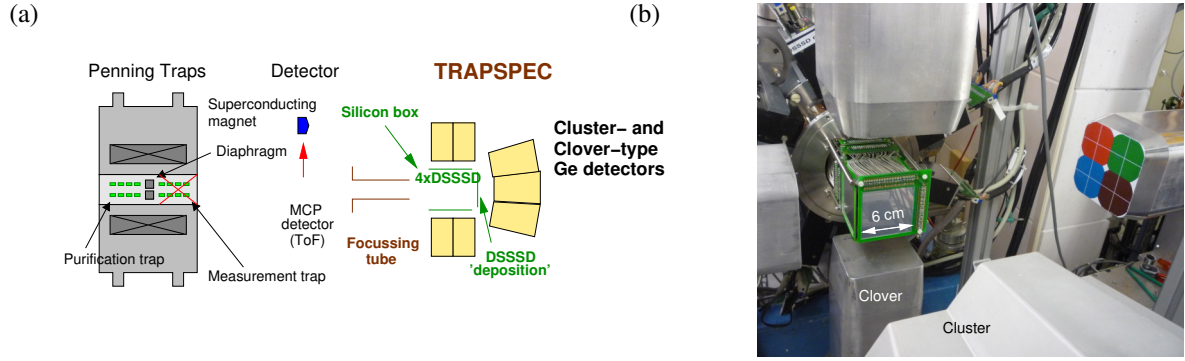 (a)
Penning Traps
Detector
TRAPSPEC
Superconducting
magnet
Diaphragm
Silicon box
4xDSSSD
Cluster− and
Clover−type
Ge detectors
MCP
detector
(ToF)
Focussing
tube
DSSSD
'deposition'
Purification trap
Measurement trap
(b)
DSSSD
6 cm
Clover
Cluster